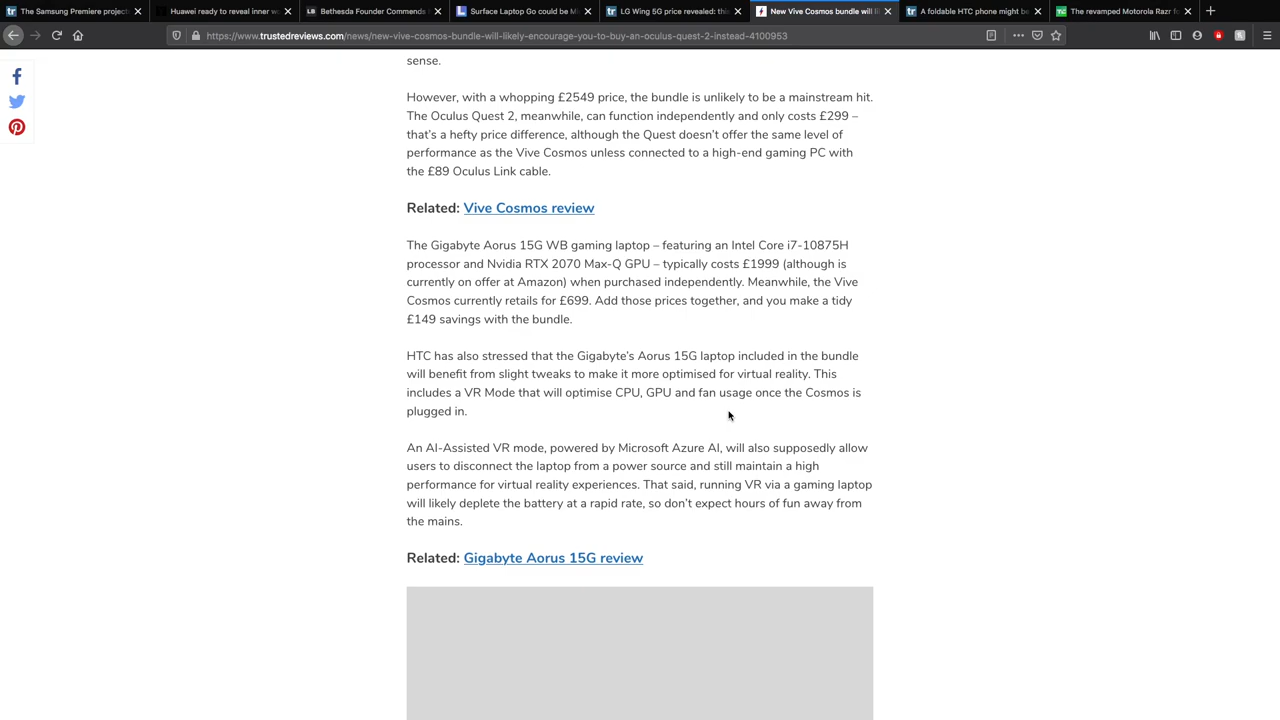 The Samsung Premiere project
Huawei ready to reveal inner w
Bethesda Founder Commends
Surface Laptop Go could be Mi
LG Wing 5G price revealed: thi
New Vive Cosmos bundle will li
A foldable HTC phone might be
The revamped Motorola Razr fo
https://www.trustedreviews.com/news/new-vive-cosmos-bundle-will-likely-encourage-you-to-buy-an-oculus-quest-2-instead-4100953
sense.
However, with a whopping £2549 price, the bundle is unlikely to be a mainstream hit.
The Oculus Quest 2, meanwhile, can function independently and only costs £299 –
that's a hefty price difference, although the Quest doesn't offer the same level of
performance as the Vive Cosmos unless connected to a high-end gaming PC with
the £89 Oculus Link cable.
Related: Vive Cosmos review
The Gigabyte Aorus 15G WB gaming laptop – featuring an Intel Core i7-10875H
processor and Nvidia RTX 2070 Max-Q GPU – typically costs £1999 (although is
currently on offer at Amazon) when purchased independently. Meanwhile, the Vive
Cosmos currently retails for £699. Add those prices together, and you make a tidy
£149 savings with the bundle.
HTC has also stressed that the Gigabyte's Aorus 15G laptop included in the bundle
will benefit from slight tweaks to make it more optimised for virtual reality. This
includes a VR Mode that will optimise CPU, GPU and fan usage once the Cosmos is
plugged in.
An AI-Assisted VR mode, powered by Microsoft Azure AI, will also supposedly allow
users to disconnect the laptop from a power source and still maintain a high
performance for virtual reality experiences. That said, running VR via a gaming laptop
will likely deplete the battery at a rapid rate, so don't expect hours of fun away from
the mains.
Related: Gigabyte Aorus 15G review